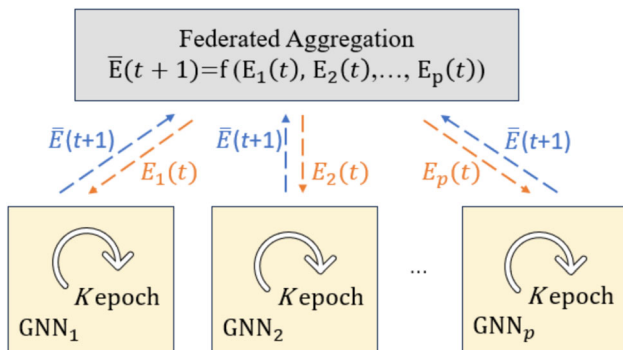 Federated Aggregation
E̅(t + 1)=f(E₁(t), E₂(t),..., Eₚ(t))
E̅(t+1)
E₁(t)
E̅(t+1)
E₂(t)
Eₚ(t)
E̅(t+1)
K epoch
GNN₁
K epoch
GNN₂
...
K epoch
GNNₚ